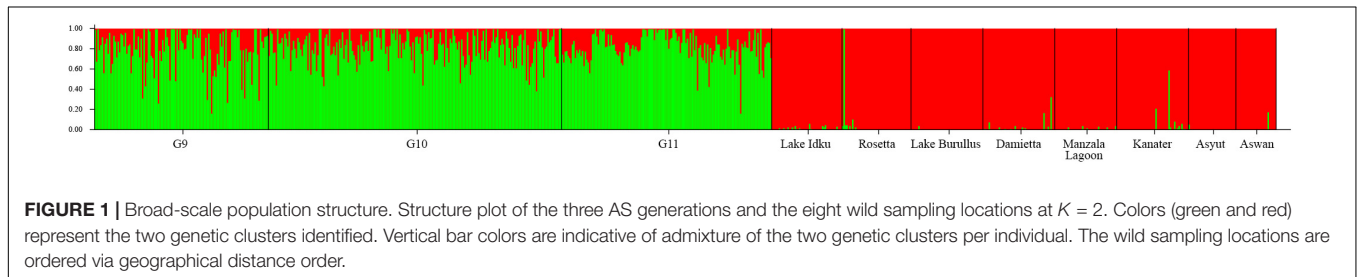 1.00
0.80
0.60
0.40
0.20
0.00
G9 G10 G11 Lake Idku Rosetta Lake Burullus Damietta Manzala Lagoon Kanater Asyut Aswan
FIGURE 1 | Broad-scale population structure. Structure plot of the three AS generations and the eight wild sampling locations at K = 2. Colors (green and red)
represent the two genetic clusters identified. Vertical bar colors are indicative of admixture of the two genetic clusters per individual. The wild sampling locations are
ordered via geographical distance order.